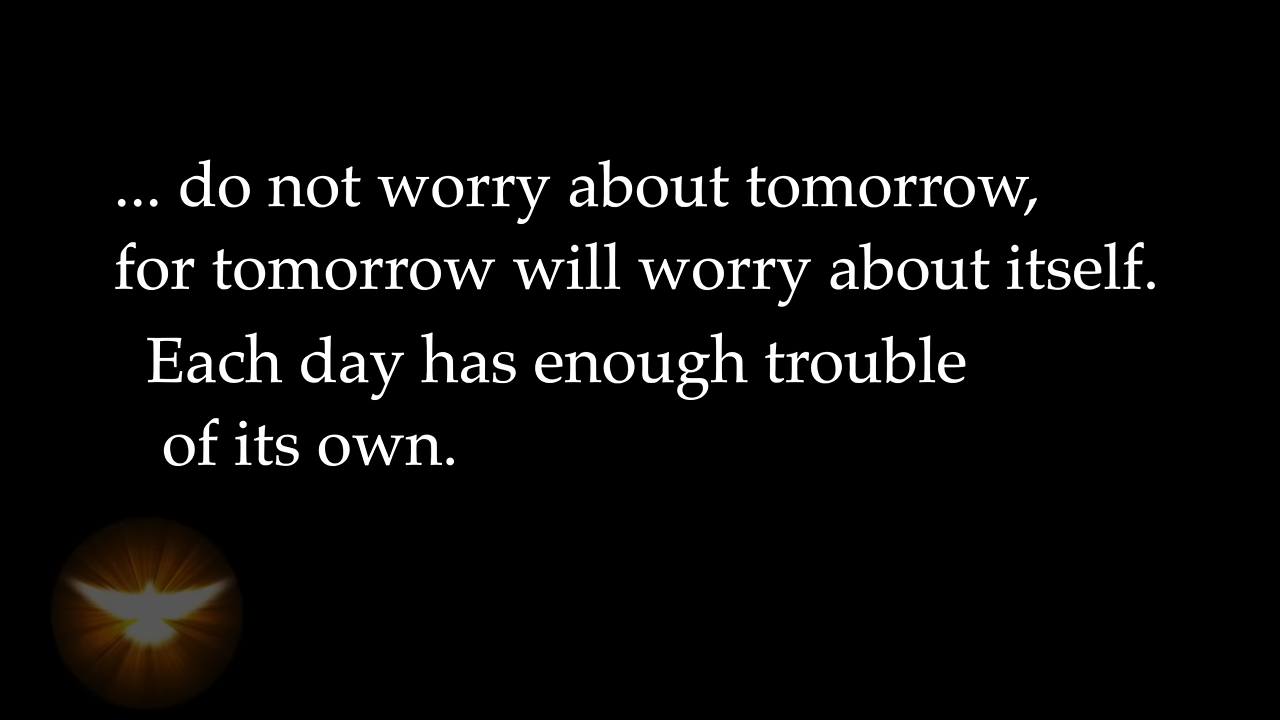 ... do not worry about tomorrow,
for tomorrow will worry about itself.
Each day has enough trouble
of its own.